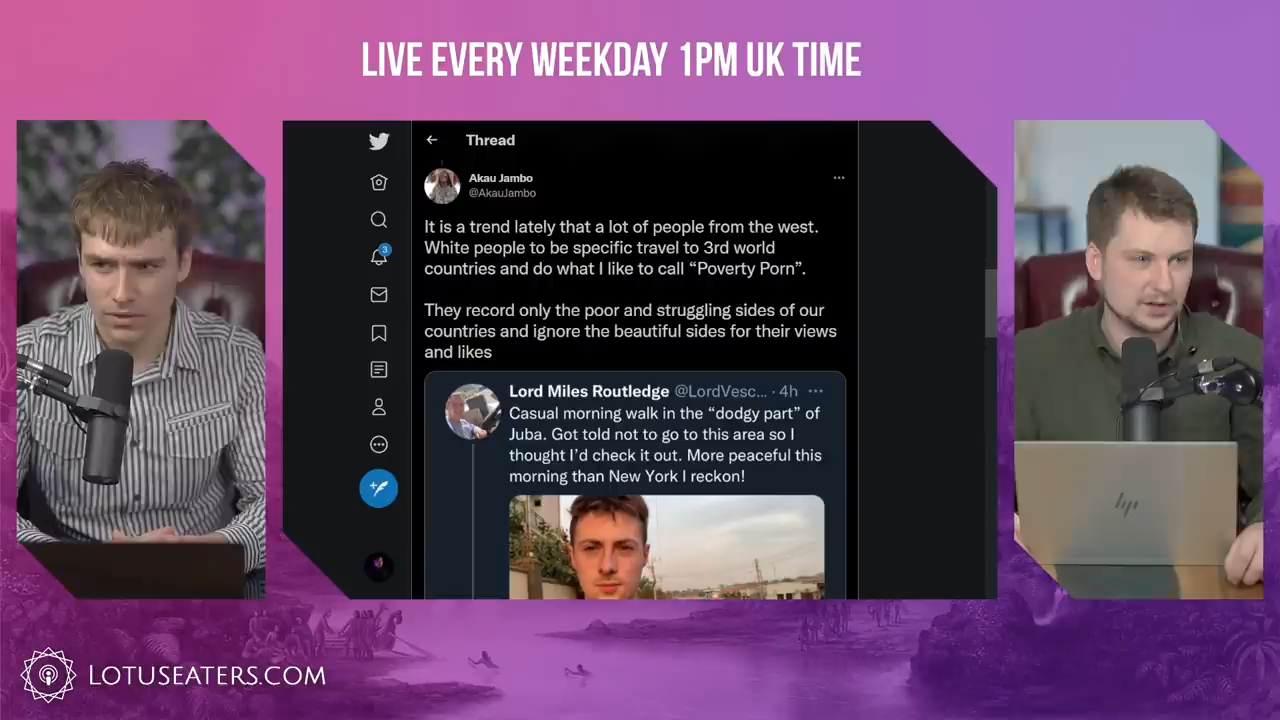 LIVE EVERY WEEKDAY 1PM UK TIME
Thread
Akau Jambo
@AkauJambo
It is a trend lately that a lot of people from the west.
White people to be specific travel to 3rd world
countries and do what I like to call “Poverty Porn”.
They record only the poor and struggling sides of our
countries and ignore the beautiful sides for their views
and likes
3
Lord Miles Routledge @LordVesc... · 4h
Casual morning walk in the “dodgy part” of
Juba. Got told not to go to this area so I
thought I’d check it out. More peaceful this
morning than New York I reckon!
hp
LOTUSEATERS.COM